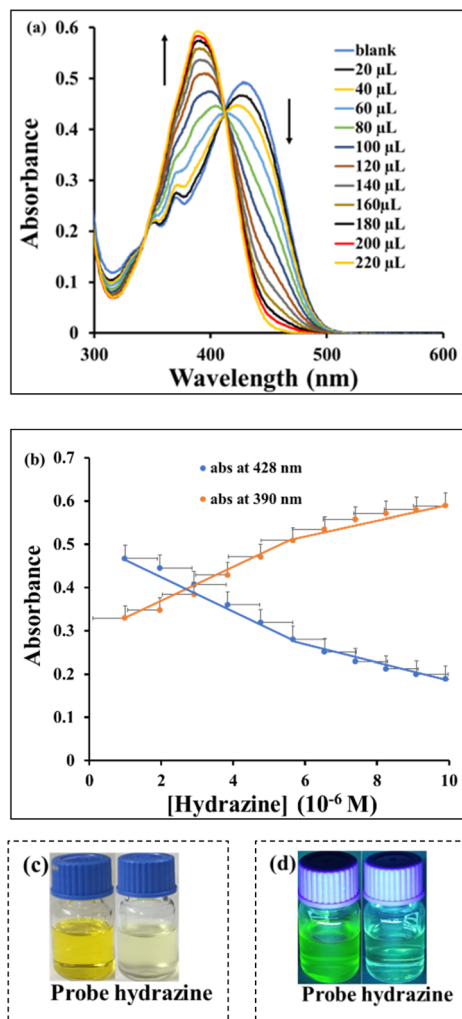 (a)
0.6
0.5
0.4
0.3
0.2
0.1
0
Absorbance
300
400
500
600
Wavelength (nm)
blank
20 µL
40 µL
60 µL
80 µL
100 µL
120 µL
140 µL
160µL
180 µL
200 µL
220 µL
(b)
0.7
0.6
0.5
0.4
0.3
0.2
0.1
0
Absorbance
abs at 428 nm
abs at 390 nm
0
2
4
6
8
10
[Hydrazine] (10⁻⁶ M)
(c)
Probe hydrazine
(d)
Probe hydrazine